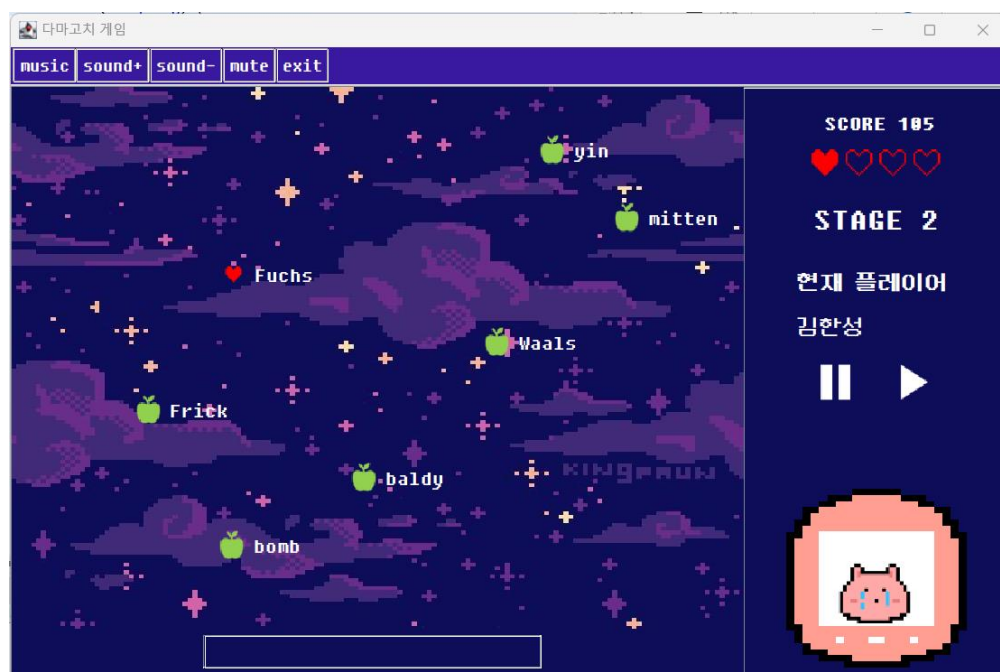 다마고치 게임
music sound+ sound- mute exit
SCORE 105
yin
mitten
STAGE 2
Fuchs
현재 플레이어
김한성
Waals
Frick
baldy
KINGPAUW
bomb